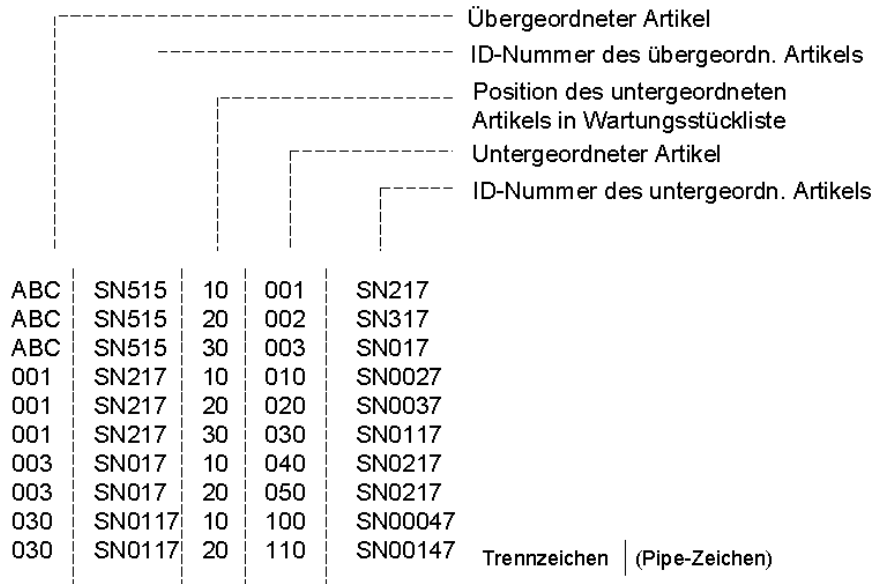 Übergeordneter Artikel
ID-Nummer des übergeordn. Artikels
Position des untergeordneten
Artikels in Wartungsstückliste
Untergeordneter Artikel
ID-Nummer des untergeordn. Artikels
ABC SN515 10 001 SN217
ABC SN515 20 002 SN317
ABC SN515 30 003 SN017
001 SN217 10 010 SN0027
001 SN217 20 020 SN0037
001 SN217 30 030 SN0117
003 SN017 10 040 SN0217
003 SN017 20 050 SN0217
030 SN0117 10 100 SN00047
030 SN0117 20 110 SN00147
Trennzeichen | (Pipe-Zeichen)